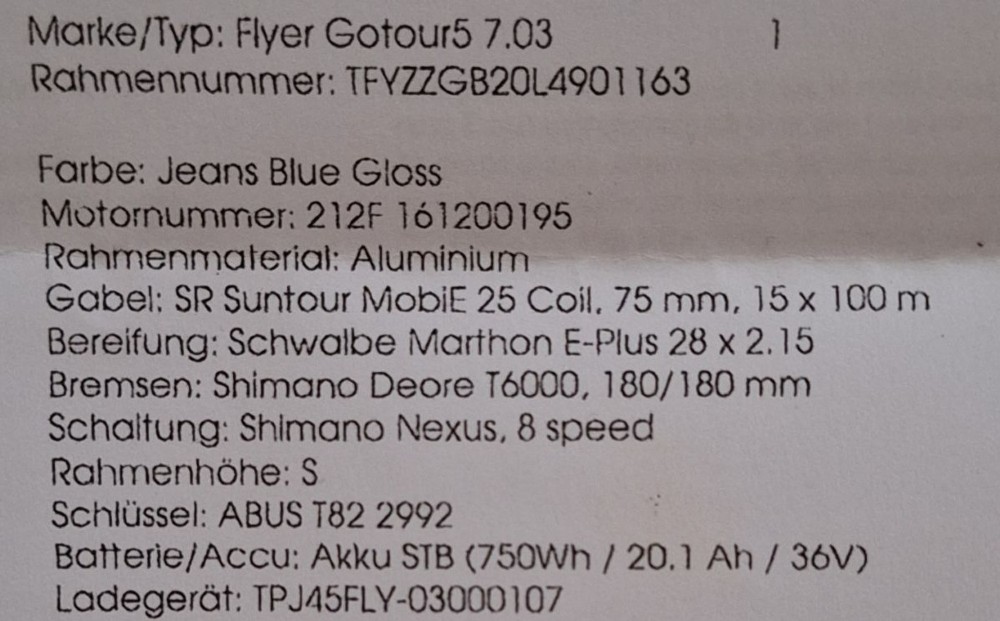 Marke/Typ: Flyer Gotour5 7.03 1
Rahmennummer: TFYZZGB20L4901163
Farbe: Jeans Blue Gloss
Motornummer: 212F 161200195
Rahmenmaterial: Aluminium
Gabel: SR Suntour MobiE 25 Coil, 75 mm, 15 x 100 m
Bereifung: Schwalbe Marthon E-Plus 28 x 2.15
Bremsen: Shimano Deore T6000, 180/180 mm
Schaltung: Shimano Nexus, 8 speed
Rahmenhöhe: S
Schlüssel: ABUS T82 2992
Batterie/Accu: Akku STB (750Wh / 20.1 Ah / 36V)
Ladegerät: TPJ45FLY-03000107